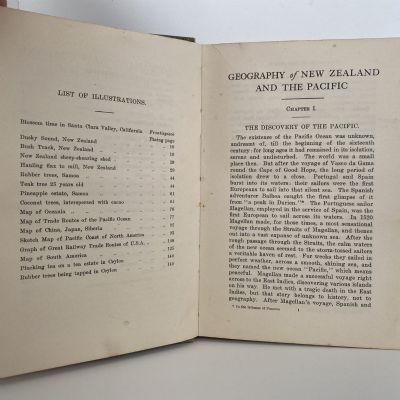 LIST OF ILLUSTRATIONS.
Blossom time in Santa Clara Valley, California Frontispiece
Facing page
Dusky Sound, New Zealand
Bush Track, New Zealand
New Zealand sheep-shearing shed
Hauling flax to mill, New Zealand
Rubber trees, Samoa
Teak tree 25 years old
Pineapple estate, Samoa
Coconut trees, interspersed with cacao
Map of Oceania
Map of Trade Routes of the Pacific Ocean
Map of China, Japan, Siberia
Sketch Map of Pacific Coast of North America
Graph of Great Railway Trade Routes of U.S.A.
Map of South America
Plucking tea on a tea estate in Ceylon
Rubber trees being tapped in Ceylon
GEOGRAPHY of NEW ZEALAND
AND THE PACIFIC
CHAPTER I.
THE DISCOVERY OF THE PACIFIC.
The existence of the Pacific Ocean was unknown,
undreamt of, till the beginning of the sixteenth
century: for long ages it had remained in its isolation,
serene and undisturbed. The world was a small
place then. But after the voyage of Vasco da Gama
round the Cape of Good Hope, the long period of
isolation drew to a close. Portugal and Spain
burst into its waters: their sailors were the first
Europeans to sail into that silent sea. The Spanish
adventurer Balboa caught the first glimpse of it
from "a peak in Darien."* The Portuguese sailor
Magellan, employed in the service of Spain, was the
first European to sail across its waters. In 1520
Magellan made, in three tiny ships, a most sensational
voyage through the Straits of Magellan, and thence
out into a vast expanse of unknown sea. After the
rough passage through the Straits, the calm waters
of the new ocean seemed to the storm-tossed sailors
a veritable haven of rest. For weeks they sailed in
perfect weather, across a smooth, shining sea, and
they named the new ocean "Pacific," which means
peaceful. Magellan made a successful voyage right
across to the East Indies, discovering various islands
on his way. He met with a tragic death in the East
Indies, but that story belongs to history, not to
geography. After Magellan's voyage, Spanish and
* In the Isthmus of Panama
1